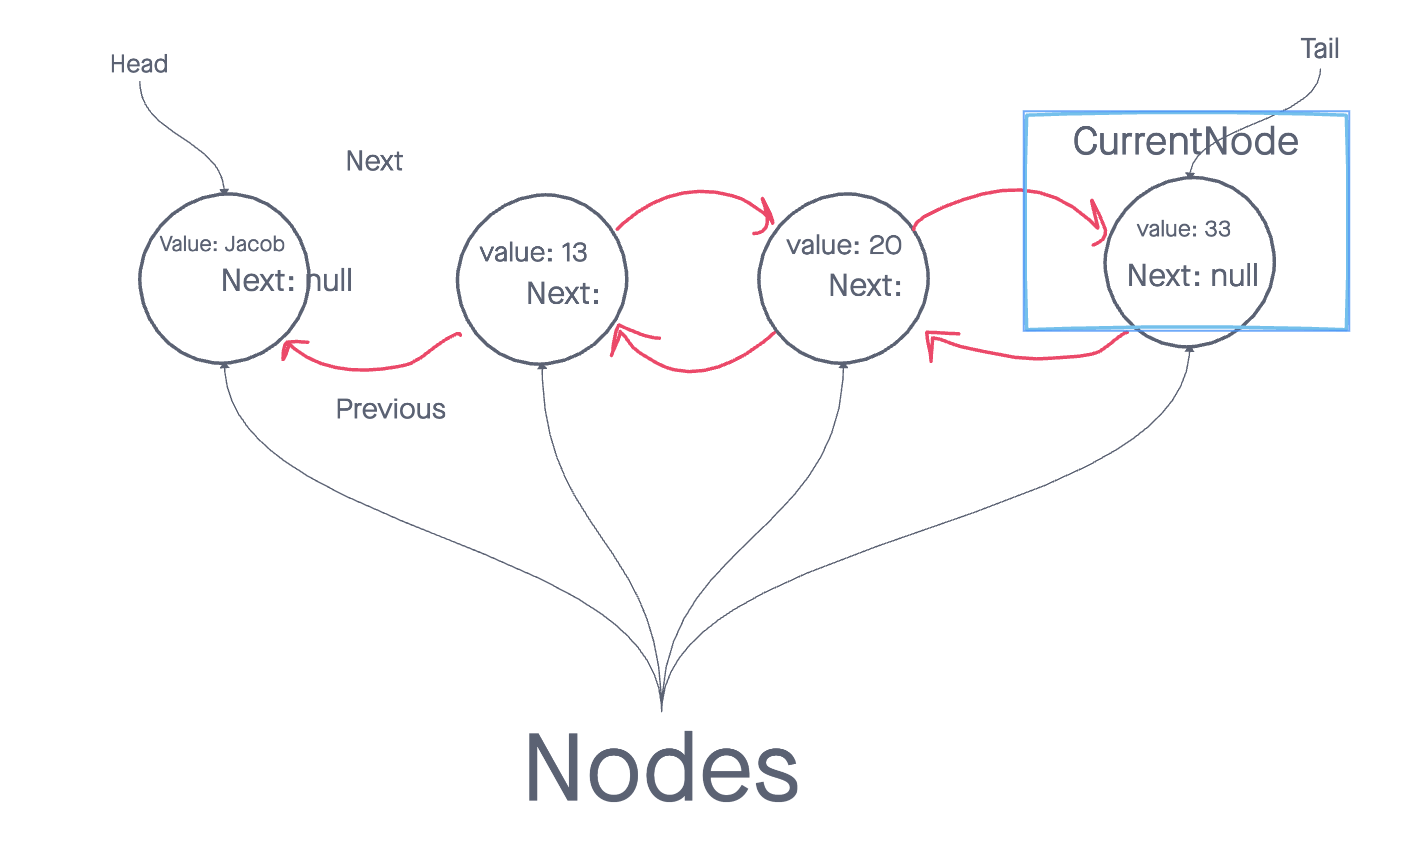 Head
Tail
CurrentNode
Next
Value: Jacob
Next: null
value: 13
Next:
value: 20
Next:
value: 33
Next: null
Previous
Nodes